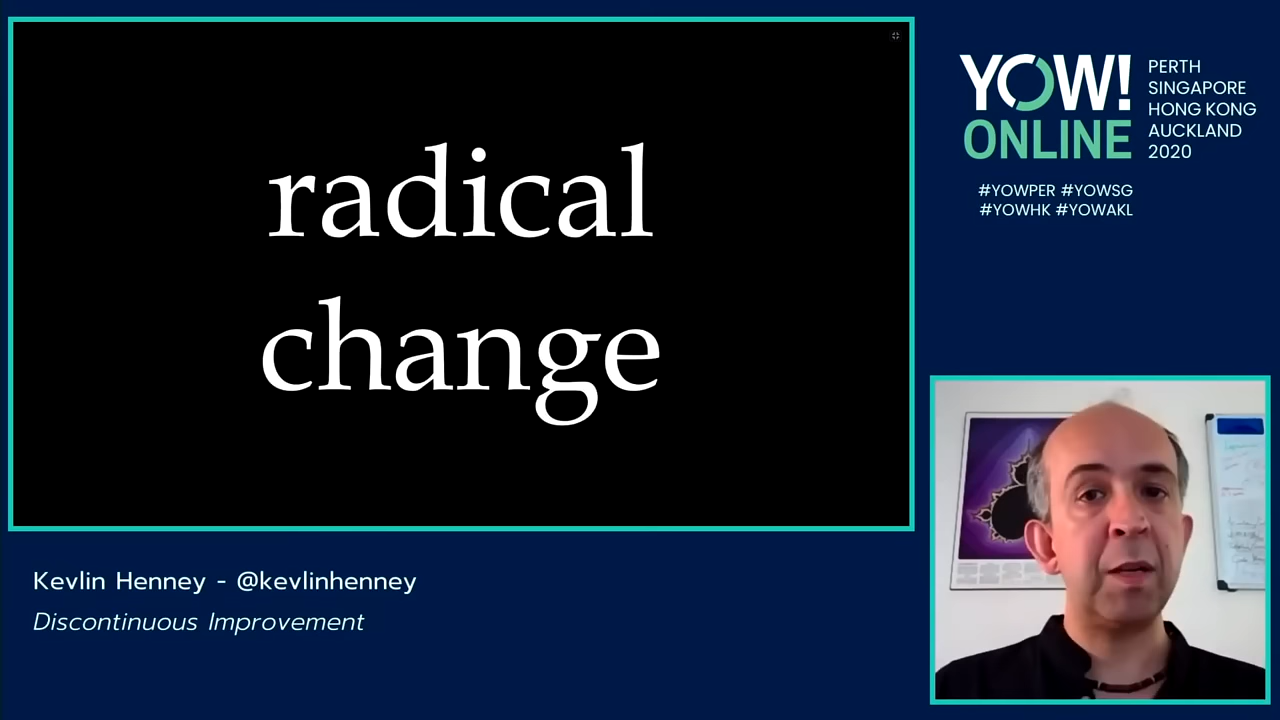 radical
change
YOW!
ONLINE
PERTH
SINGAPORE
HONG KONG
AUCKLAND
2020
#YOWPER #YOWSG
#YOWHK #YOWAKL
Kevlin Henney - @kevlinhenney
Discontinuous Improvement